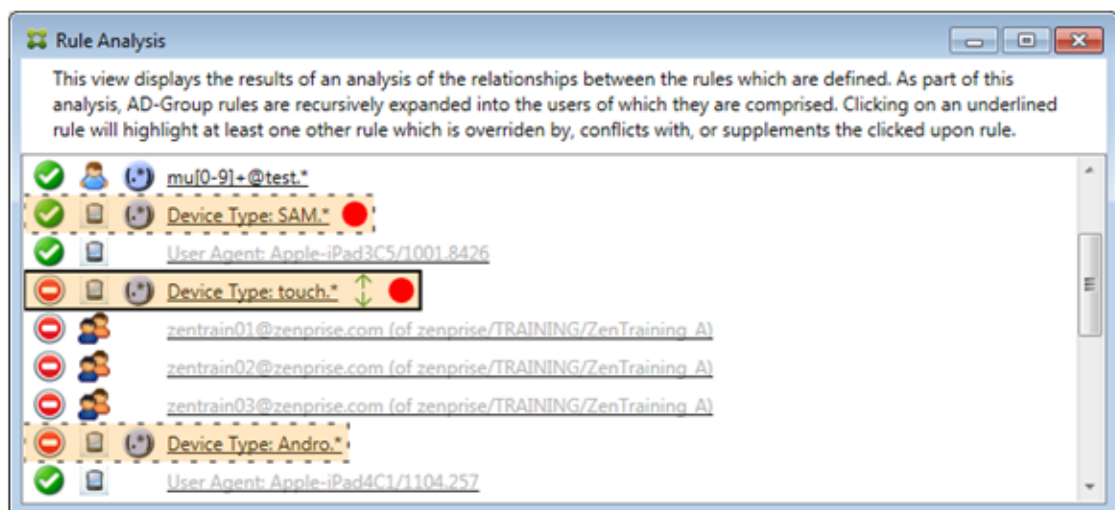 Rule Analysis
This view displays the results of an analysis of the relationships between the rules which are defined. As part of this
analysis, AD-Group rules are recursively expanded into the users of which they are comprised. Clicking on an underlined
rule will highlight at least one other rule which is overriden by, conflicts with, or supplements the clicked upon rule.
(.*) mu[0-9]+@test.*
(.*) Device Type: SAM.*
User Agent: Apple-iPad3C5/1001.8426
(.*) Device Type: touch.*
zentrain01@zenprise.com (of zenprise/TRAINING/ZenTraining A)
zentrain02@zenprise.com (of zenprise/TRAINING/ZenTraining A)
zentrain03@zenprise.com (of zenprise/TRAINING/ZenTraining A)
(.*) Device Type: Andro.*
User Agent: Apple-iPad4C1/1104.257